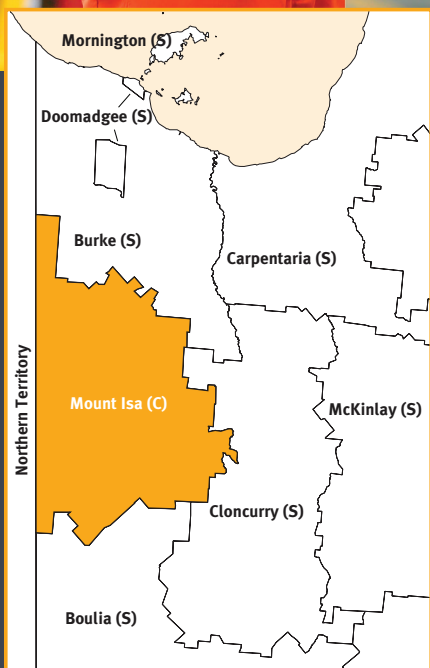 Mornington (S)
Doomadgee (S)
Burke (S)
Carpentaria (S)
Northern Territory
Mount Isa (C)
McKinlay (S)
Cloncurry (S)
Boulia (S)